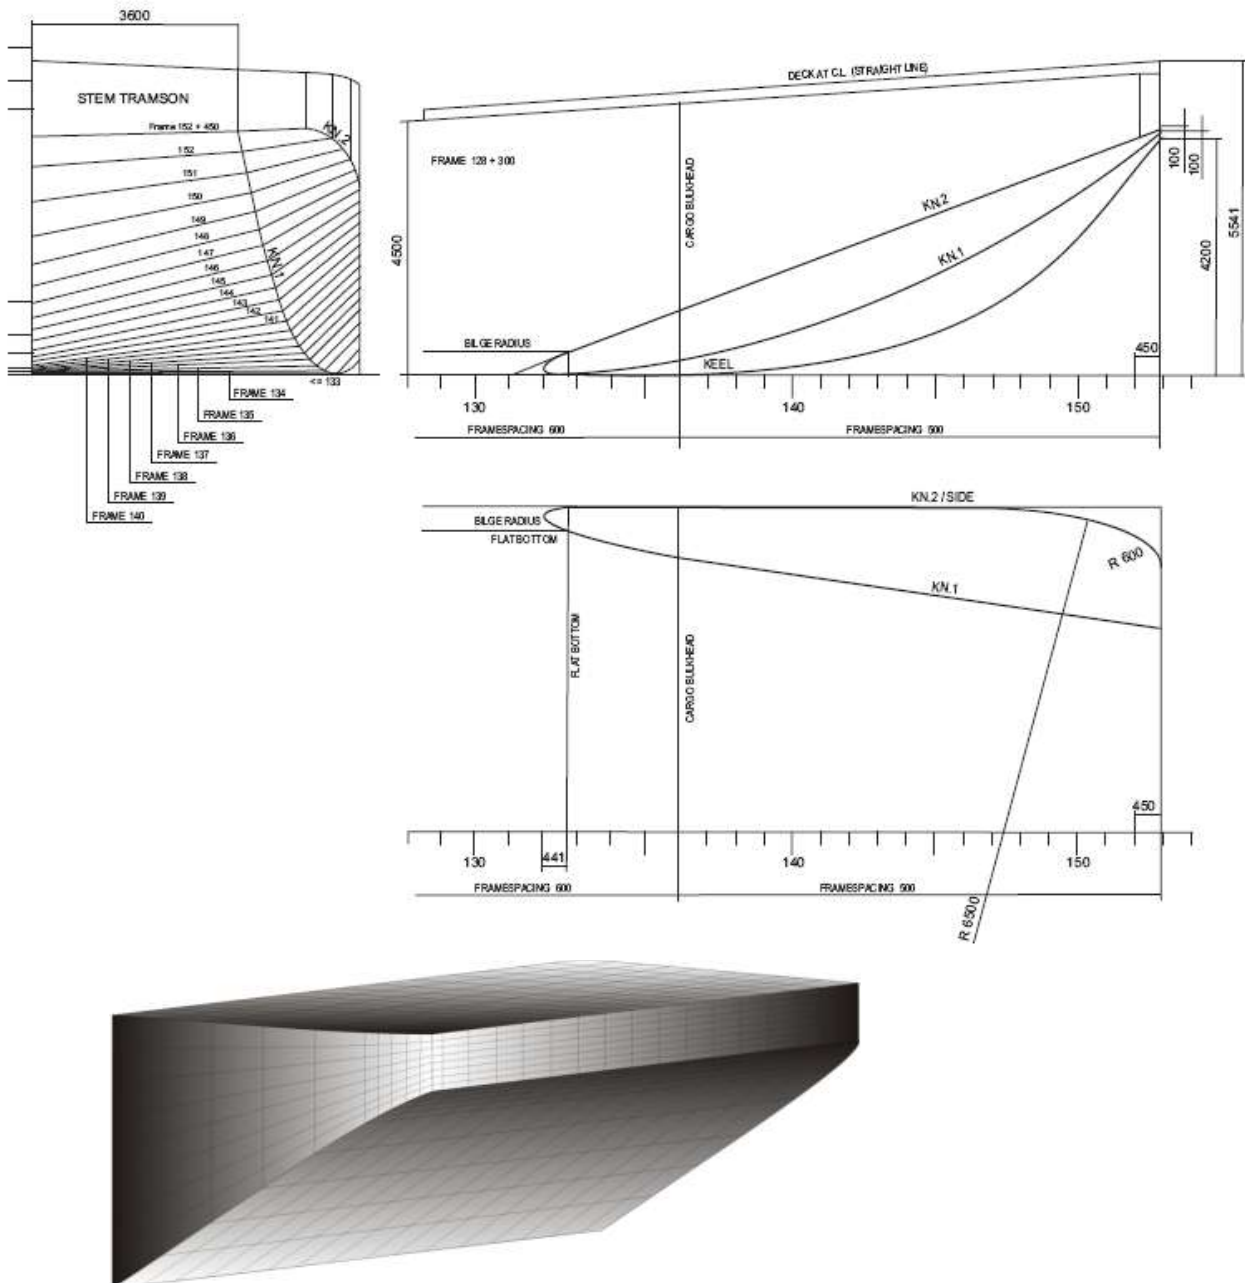 3600
STEM TRAMSON
Frame 152 + 450
KN.2
152
151
150
149
148
147
146
145
144
143
142
141
KN.1
<= 133
FRAME 134
FRAME 135
FRAME 136
FRAME 137
FRAME 138
FRAME 139
FRAME 140
DECK AT C.L. (STRAIGHT LINE)
FRAME 128 + 300
CARGO BULKHEAD
KN.2
KN.1
4500
BILGE RADIUS
KEEL
450
100
100
4200
5541
130
140
150
FRAMESPACING 600
FRAMESPACING 500
KN.2 / SIDE
BILGE RADIUS
FLAT BOTTOM
R 600
KN.1
FLAT BOTTOM
CARGO BULKHEAD
450
130
441
140
150
FRAMESPACING 600
FRAMESPACING 500
R 6500